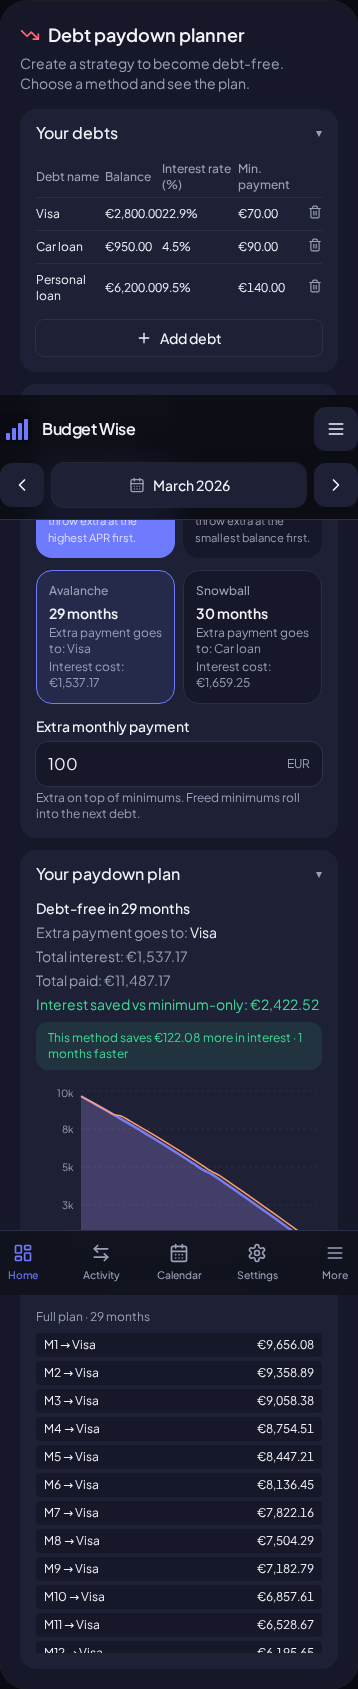 Debt paydown planner
Create a strategy to become debt-free.
Choose a method and see the plan.
Your debts
Debt name Balance Interest rate (%) Min. payment
Visa €2,800.00 22.9% €70.00
Car loan €950.00 4.5% €90.00
Personal loan €6,200.00 9.5% €140.00
+ Add debt
Budget Wise
March 2026
throw extra at the
highest APR first.
throw extra at the
smallest balance first.
Avalanche
29 months
Extra payment goes
to: Visa
Interest cost:
€1,537.17
Snowball
30 months
Extra payment goes
to: Car loan
Interest cost:
€1,659.25
Extra monthly payment
100 EUR
Extra on top of minimums. Freed minimums roll
into the next debt.
Your paydown plan
Debt-free in 29 months
Extra payment goes to: Visa
Total interest: €1,537.17
Total paid: €11,487.17
Interest saved vs minimum-only: €2,422.52
This method saves €122.08 more in interest · 1
months faster
10k
8k
5k
3k
Home Activity Calendar Settings More
Full plan · 29 months
M1 → Visa €9,656.08
M2 → Visa €9,358.89
M3 → Visa €9,058.38
M4 → Visa €8,754.51
M5 → Visa €8,447.21
M6 → Visa €8,136.45
M7 → Visa €7,822.16
M8 → Visa €7,504.29
M9 → Visa €7,182.79
M10 → Visa €6,857.61
M11 → Visa €6,528.67
M12 → Visa €6,195.65